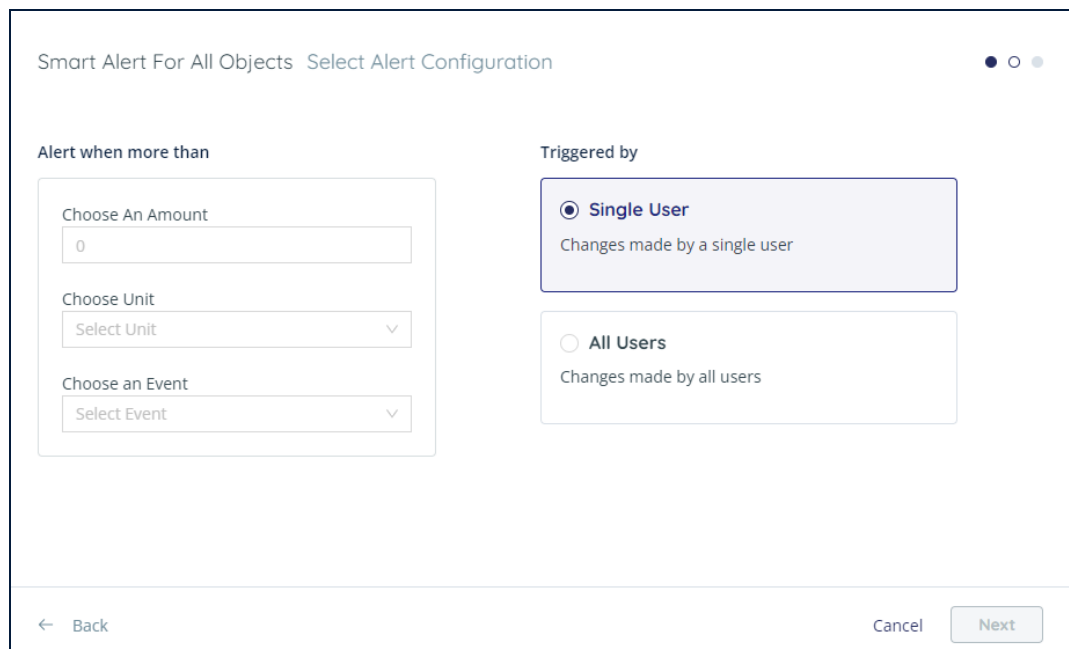 Smart Alert For All Objects Select Alert Configuration
Alert when more than
Choose An Amount
0
Choose Unit
Select Unit
Choose an Event
Select Event
Triggered by
Single User
Changes made by a single user
All Users
Changes made by all users
← Back
Cancel
Next